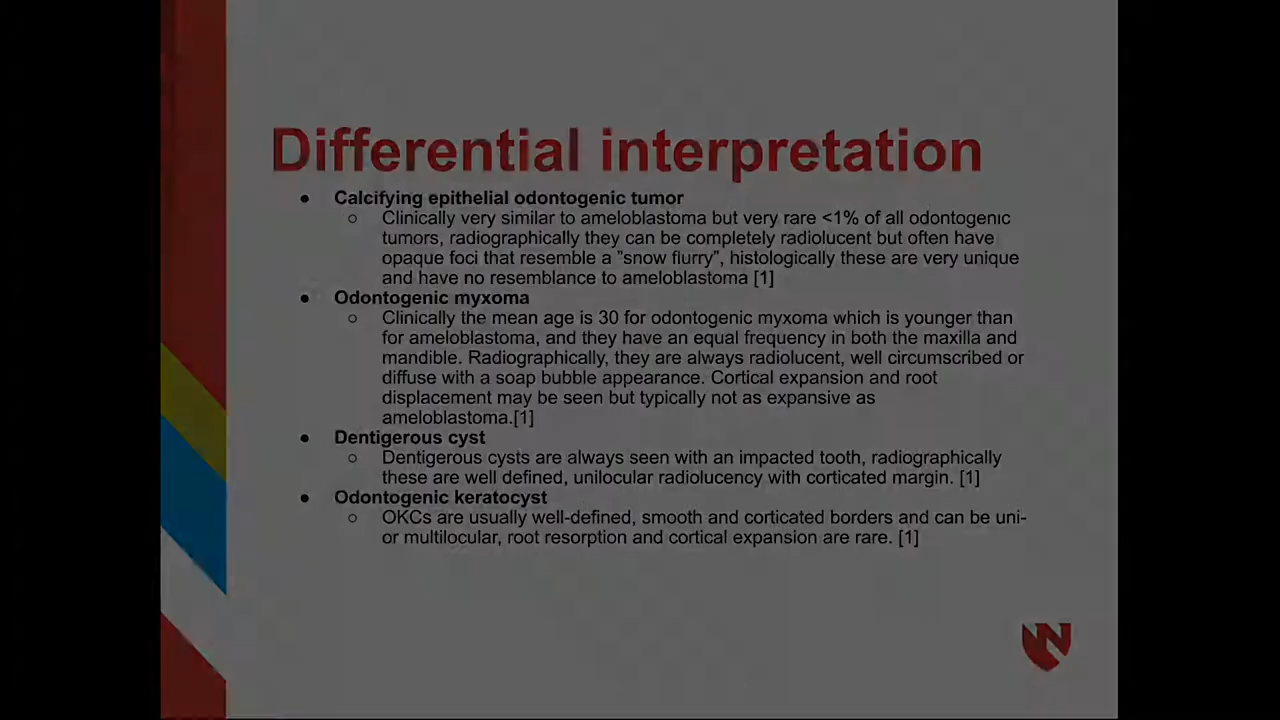 Differential interpretation
● Calcifying epithelial odontogenic tumor
○ Clinically very similar to ameloblastoma but very rare <1% of all odontogenic
tumors, radiographically they can be completely radiolucent but often have
opaque foci that resemble a ”snow flurry”, histologically these are very unique
and have no resemblance to ameloblastoma [1]
● Odontogenic myxoma
○ Clinically the mean age is 30 for odontogenic myxoma which is younger than
for ameloblastoma, and they have an equal frequency in both the maxilla and
mandible. Radiographically, they are always radiolucent, well circumscribed or
diffuse with a soap bubble appearance. Cortical expansion and root
displacement may be seen but typically not as expansive as
ameloblastoma.[1]
● Dentigerous cyst
○ Dentigerous cysts are always seen with an impacted tooth, radiographically
these are well defined, unilocular radiolucency with corticated margin. [1]
● Odontogenic keratocyst
○ OKCs are usually well-defined, smooth and corticated borders and can be uni-
or multilocular, root resorption and cortical expansion are rare. [1]
N